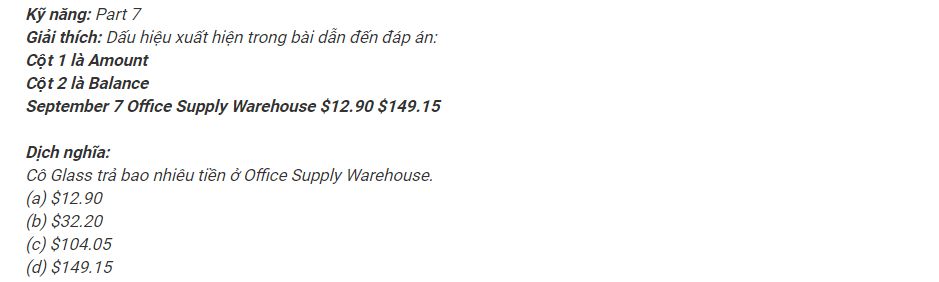 Kỹ năng: Part 7
Giải thích: Dấu hiệu xuất hiện trong bài dẫn đến đáp án:
Cột 1 là Amount
Cột 2 là Balance
September 7 Office Supply Warehouse $12.90 $149.15
Dịch nghĩa:
Cô Glass trả bao nhiêu tiền ở Office Supply Warehouse.
(a) $12.90
(b) $32.20
(c) $104.05
(d) $149.15